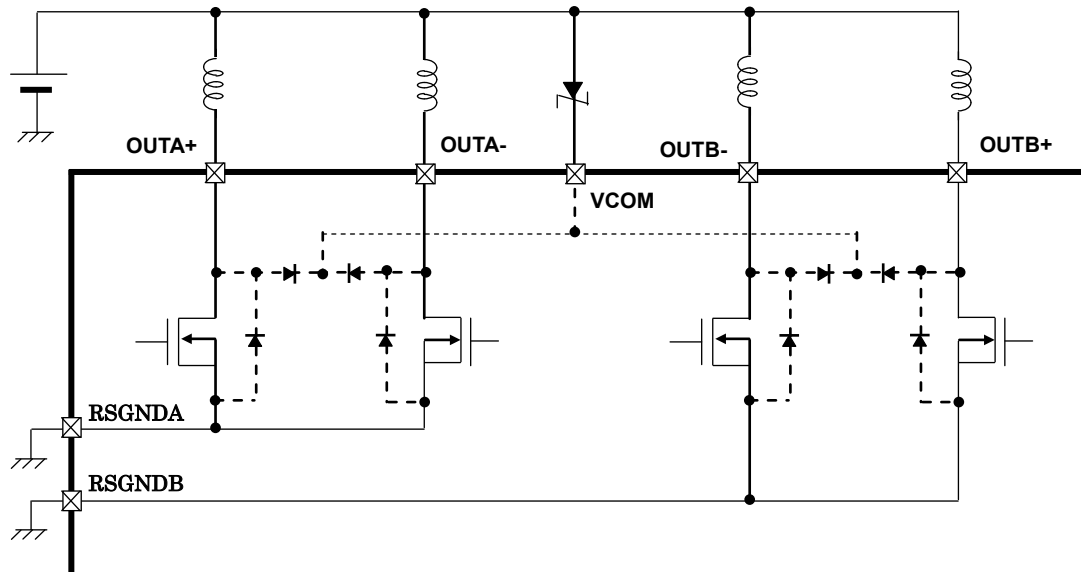 OUTA+
OUTA-
OUTB-
OUTB+
VCOM
RSGNDA
RSGNDB